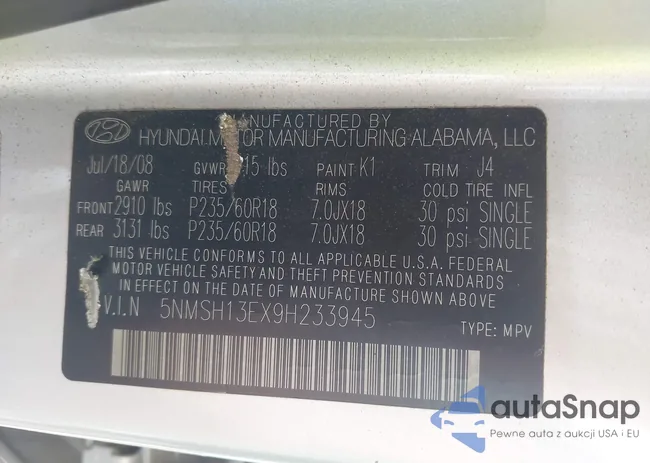 MANUFACTURED BY
HYUNDAI MOTOR MANUFACTURING ALABAMA, LLC
Jul/18/08 GVWR 15 lbs PAINT K1 TRIM J4
GAWR TIRES RIMS COLD TIRE INFL
FRONT 2910 lbs P235/60R18 7.0JX18 30 psi SINGLE
REAR 3131 lbs P235/60R18 7.0JX18 30 psi SINGLE
THIS VEHICLE CONFORMS TO ALL APPLICABLE U.S.A. FEDERAL
MOTOR VEHICLE SAFETY AND THEFT PREVENTION STANDARDS
IN EFFECT ON THE DATE OF MANUFACTURE SHOWN ABOVE.
V.I.N 5NMSH13EX9H233945
TYPE: MPV
autaSnap
Pewne auta z aukcji USA i EU